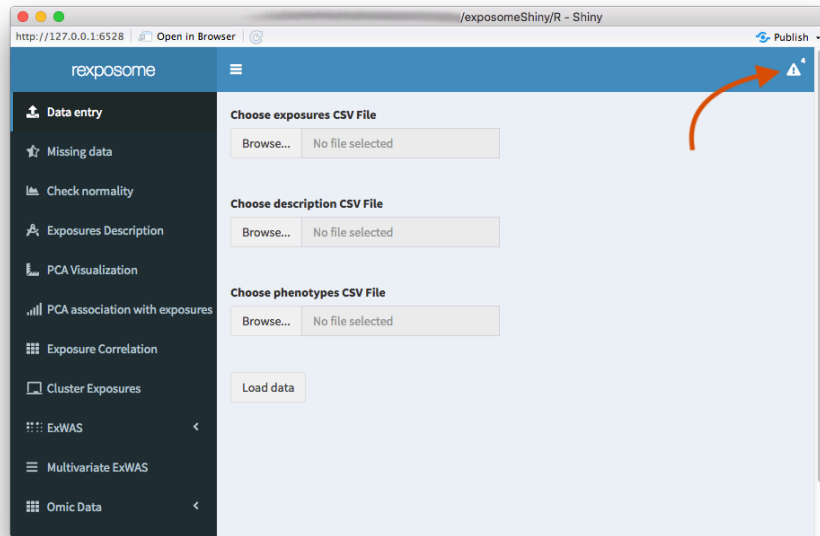 /exposomeShiny/R - Shiny
http://127.0.0.1:6528 Open in Browser Publish
rexposome
4
Data entry
Missing data
Check normality
Exposures Description
PCA Visualization
PCA association with exposures
Exposure Correlation
Cluster Exposures
ExWAS
Multivariate ExWAS
Omic Data
Choose exposures CSV File
Browse... No file selected
Choose description CSV File
Browse... No file selected
Choose phenotypes CSV File
Browse... No file selected
Load data